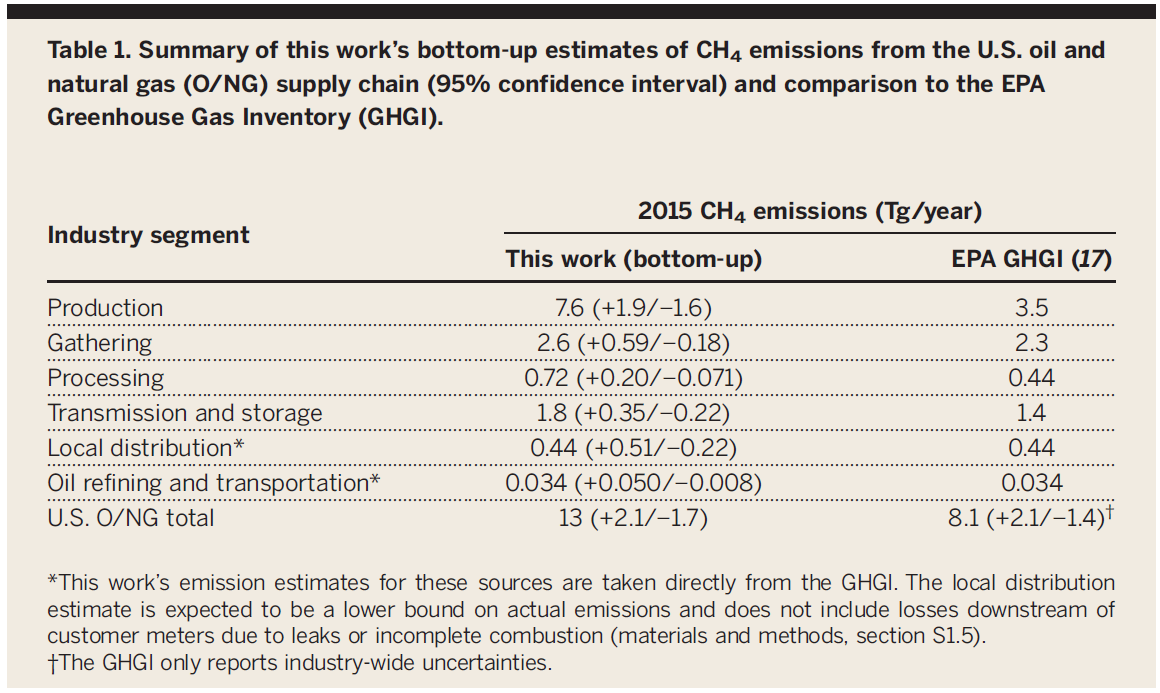 Table 1. Summary of this work's bottom-up estimates of CH₄ emissions from the U.S. oil and
natural gas (O/NG) supply chain (95% confidence interval) and comparison to the EPA
Greenhouse Gas Inventory (GHGI).
2015 CH₄ emissions (Tg/year)
Industry segment
This work (bottom-up) EPA GHGI (17)
Production 7.6 (+1.9/−1.6) 3.5
Gathering 2.6 (+0.59/−0.18) 2.3
Processing 0.72 (+0.20/−0.071) 0.44
Transmission and storage 1.8 (+0.35/−0.22) 1.4
Local distribution* 0.44 (+0.51/−0.22) 0.44
Oil refining and transportation* 0.034 (+0.050/−0.008) 0.034
U.S. O/NG total 13 (+2.1/−1.7) 8.1 (+2.1/−1.4)†
*This work's emission estimates for these sources are taken directly from the GHGI. The local distribution
estimate is expected to be a lower bound on actual emissions and does not include losses downstream of
customer meters due to leaks or incomplete combustion (materials and methods, section S1.5).
†The GHGI only reports industry-wide uncertainties.